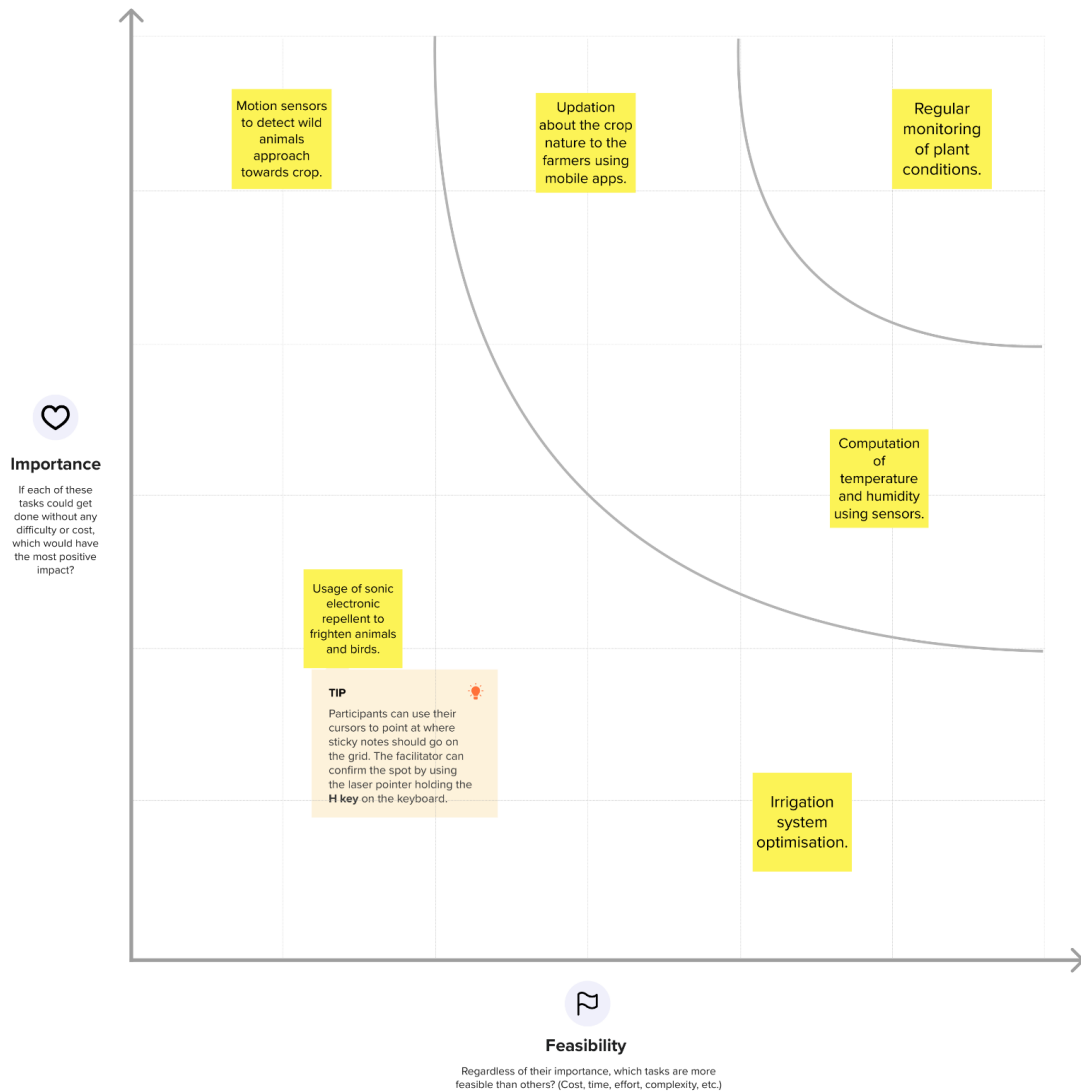 Motion sensors
to detect wild
animals
approach
towards crop.
Updation
about the crop
nature to the
farmers using
mobile apps.
Regular
monitoring
of plant
conditions.
Importance
If each of these
tasks could get
done without any
difficulty or cost,
which would have
the most positive
impact?
Computation
of
temperature
and humidity
using sensors.
Usage of sonic
electronic
repellent to
frighten animals
and birds.
TIP
Participants can use their
cursors to point at where
sticky notes should go on
the grid. The facilitator can
confirm the spot by using
the laser pointer holding the
H key on the keyboard.
Irrigation
system
optimisation.
Feasibility
Regardless of their importance, which tasks are more
feasible than others? (Cost, time, effort, complexity, etc.)